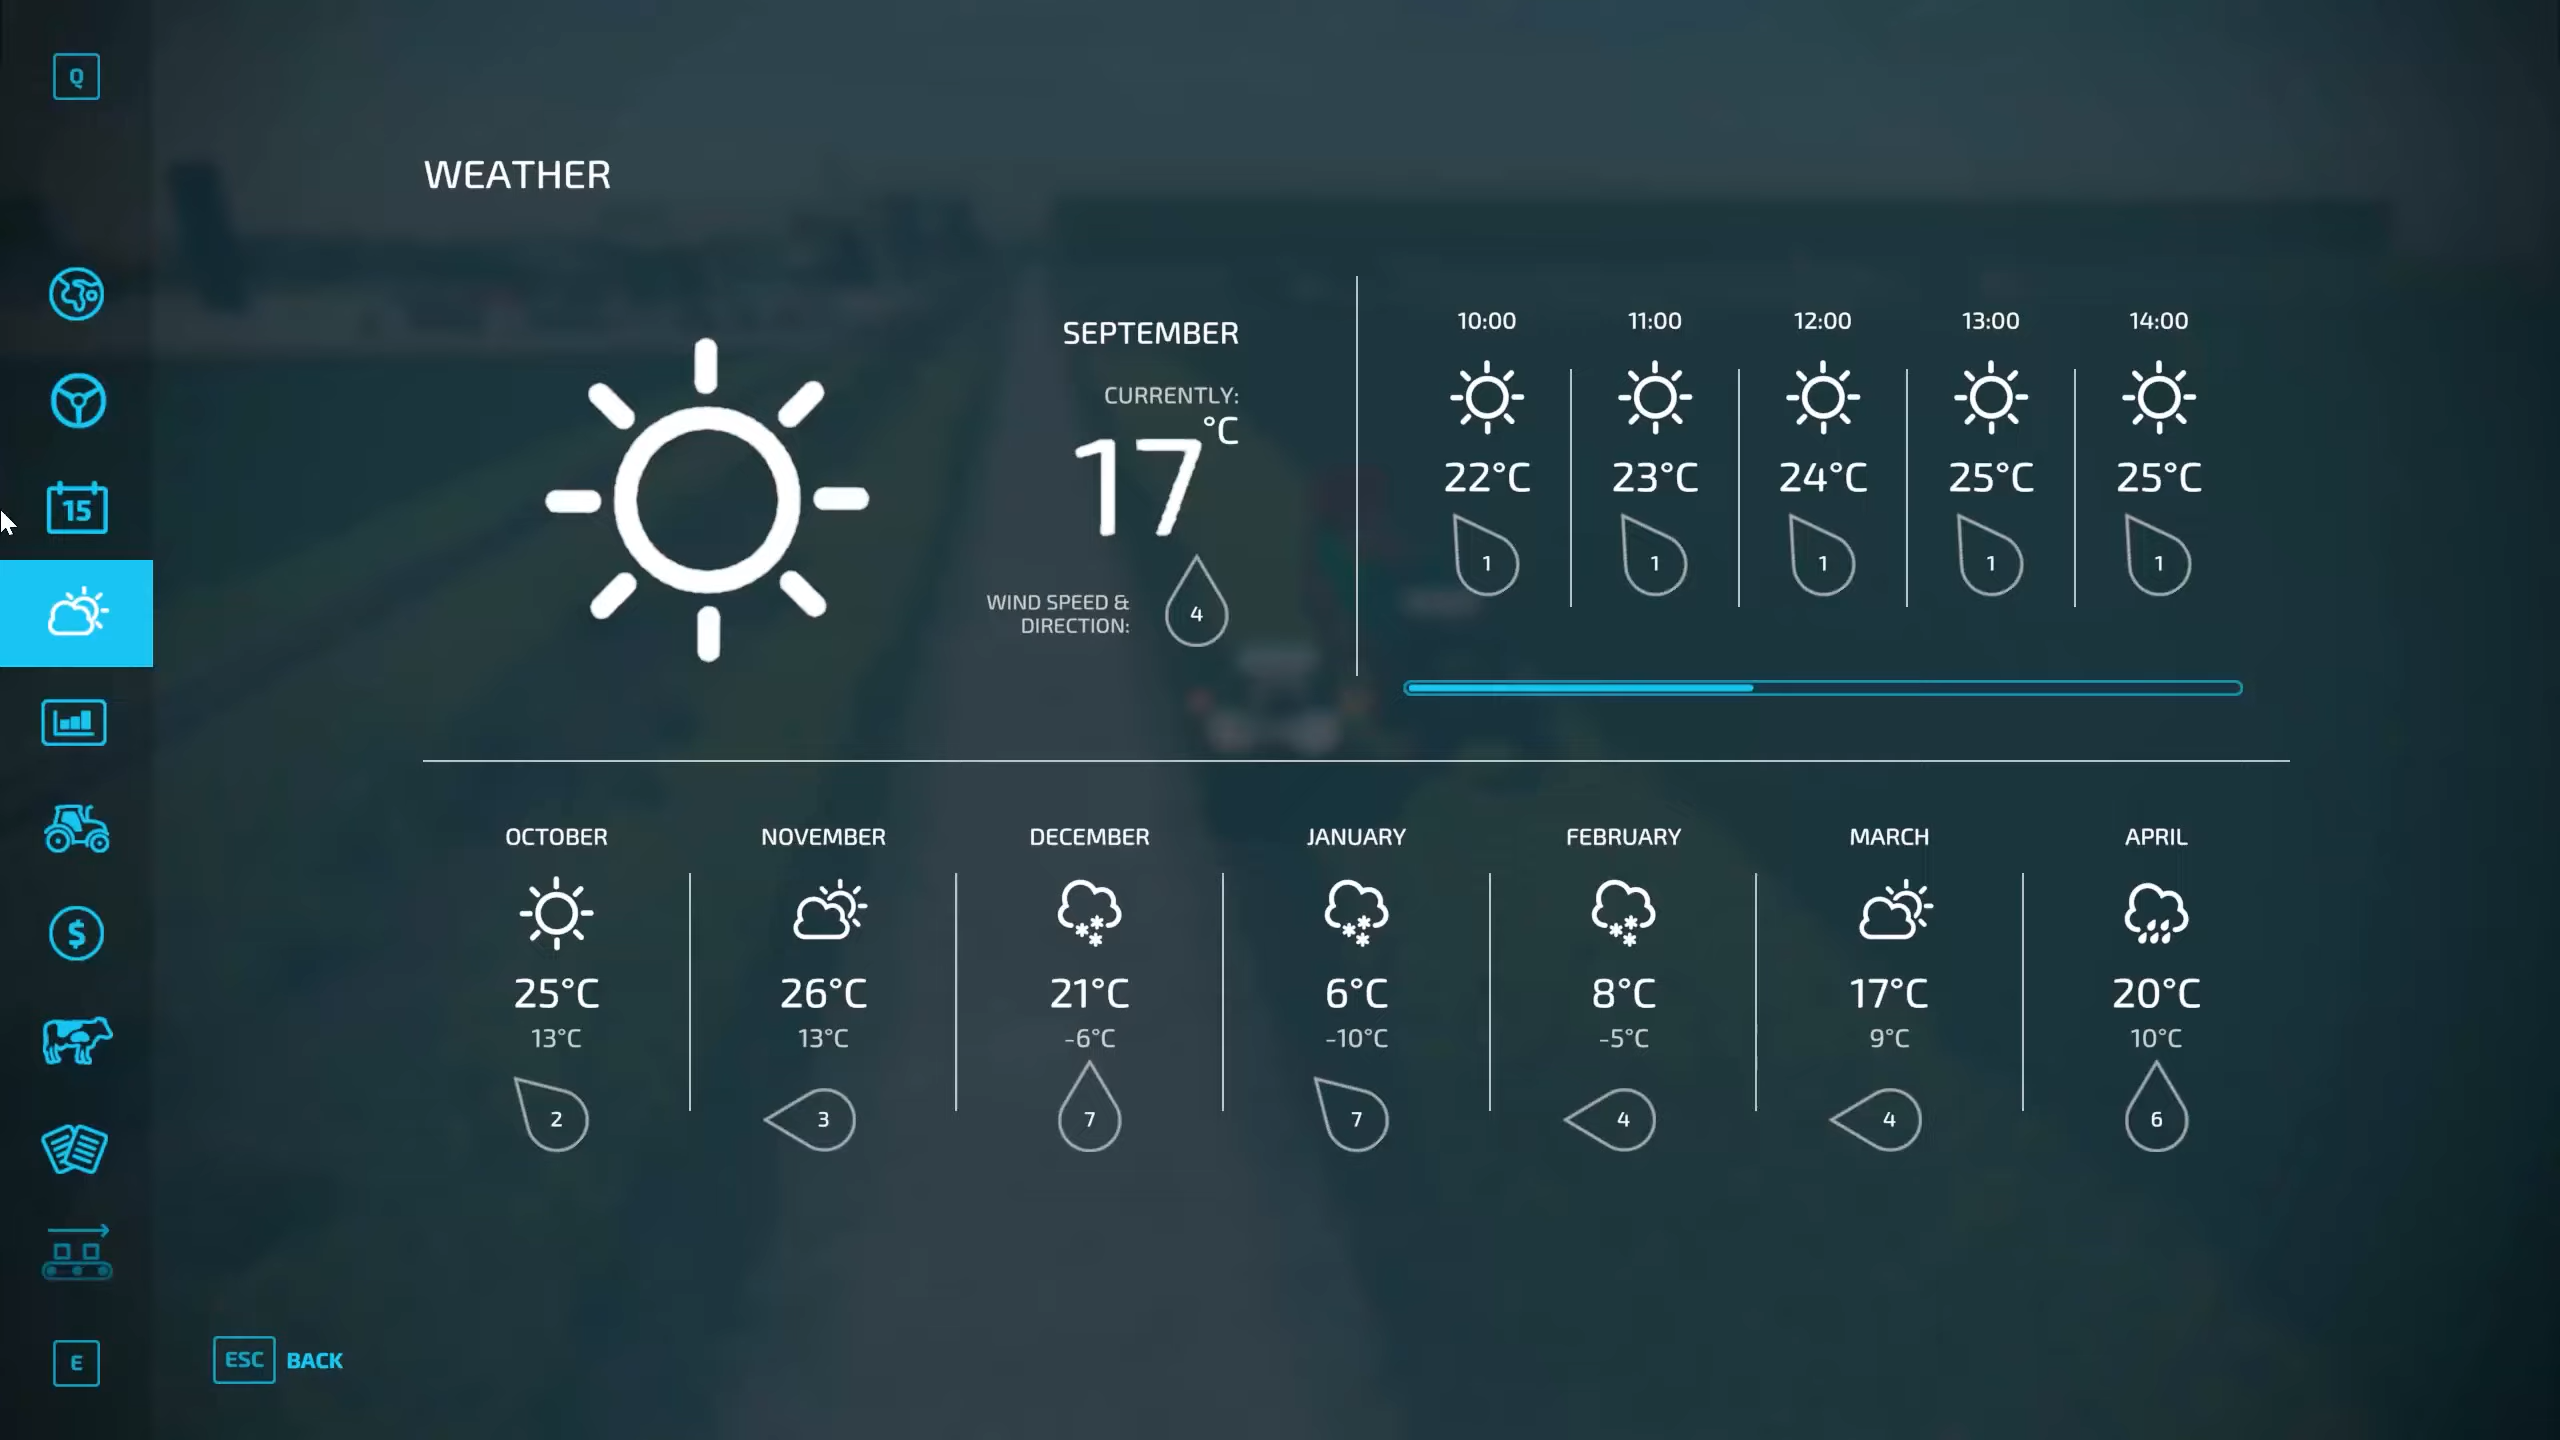 Q
WEATHER
SEPTEMBER
CURRENTLY:
17°C
WIND SPEED &
DIRECTION:
4
10:00 11:00 12:00 13:00 14:00
22°C 23°C 24°C 25°C 25°C
1 1 1 1 1
15
OCTOBER NOVEMBER DECEMBER JANUARY FEBRUARY MARCH APRIL
25°C 26°C 21°C 6°C 8°C 17°C 20°C
13°C 13°C -6°C -10°C -5°C 9°C 10°C
2 3 7 7 4 4 6
$
E
ESC BACK